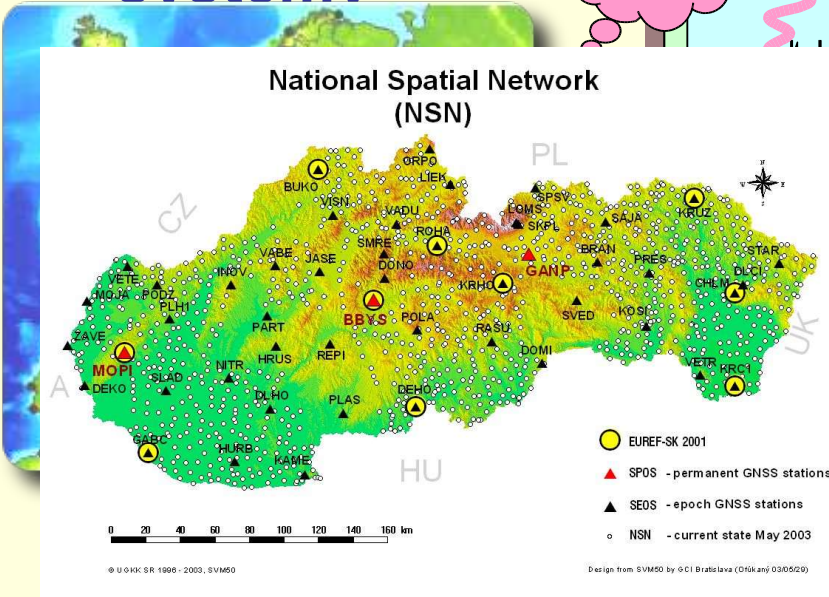 National Spatial Network
(NSN)
PL
CZ
A
HU
UK
N
W
E
S
GRPO
LIEK
BUKO
VISN
VADU
ROHA
SPSV
LOMS
SKPL
SAJA
KRUZ
STAR
VETE
MOJA
PODZ
PLH1
INOV
VABE
JASE
SMRE
DONO
KRHO
GANP
BRAN
PRES
DLCI
CHLM
BBYS
PART
POLA
SVED
KOSI
ZAVE
MOPI
HRUS
REPI
RASU
DOMI
VETR
KRC1
DEKO
SLAD
NITR
DLHO
PLAS
DEHO
GABC
HURB
KAME
EUREF-SK 2001
SPOS - permanent GNSS stations
SEOS - epoch GNSS stations
NSN - current state May 2003
0 20 40 60 80 100 120 140 160 km
© UGKK SR 1996 - 2003, SVM50
Design from SVM50 by GCI Bratislava (Ofúkaný 03/05/29)